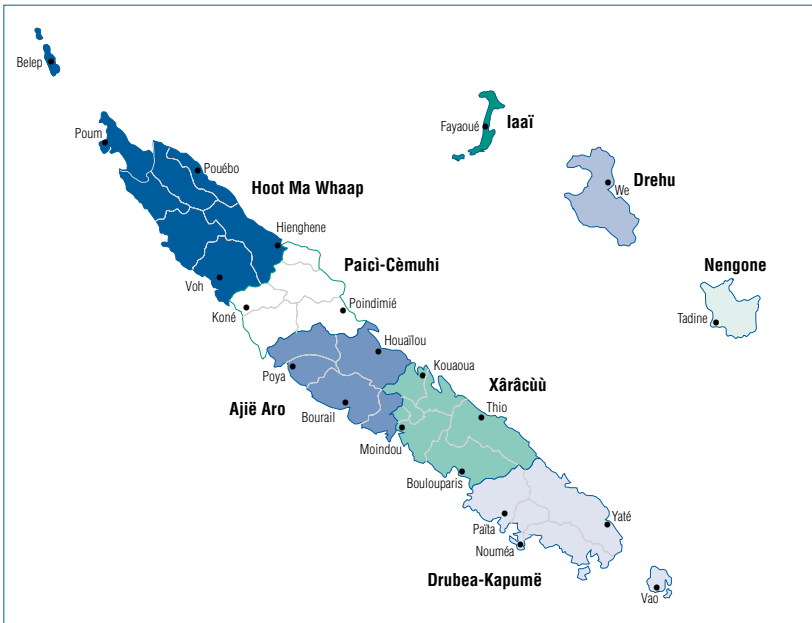 Belep
Poum
Pouébo
Hoot Ma Whaap
Hienghene
Voh
Fayaoué
Iaaï
Drehu
We
Nengone
Tadine
Paicî-Cèmuhi
Koné
Poindimié
Houaïlou
Poya
Ajië Aro
Bourail
Kouaoua
Xârâcùù
Thio
Moindou
Boulouparis
Païta
Yaté
Nouméa
Drubea-Kapumë
Vao